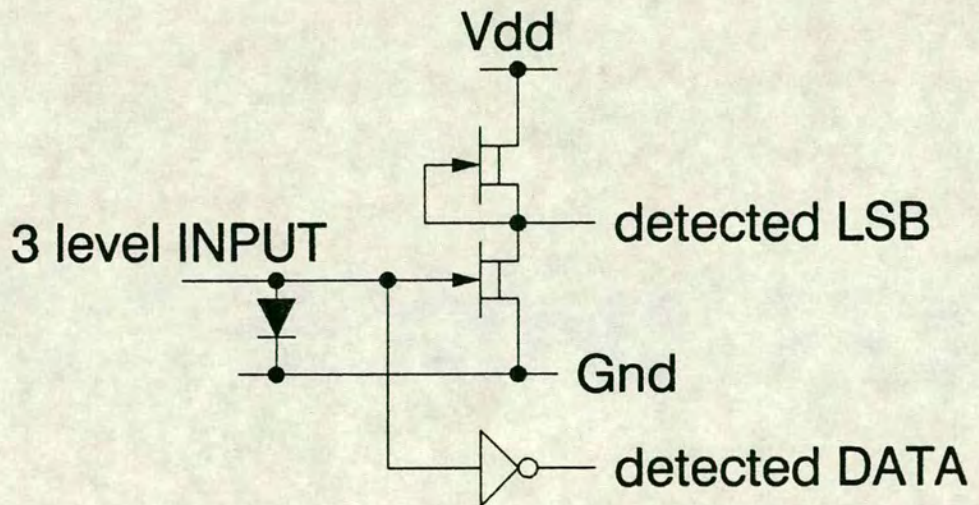 Vdd
detected LSB
3 level INPUT
Gnd
detected DATA